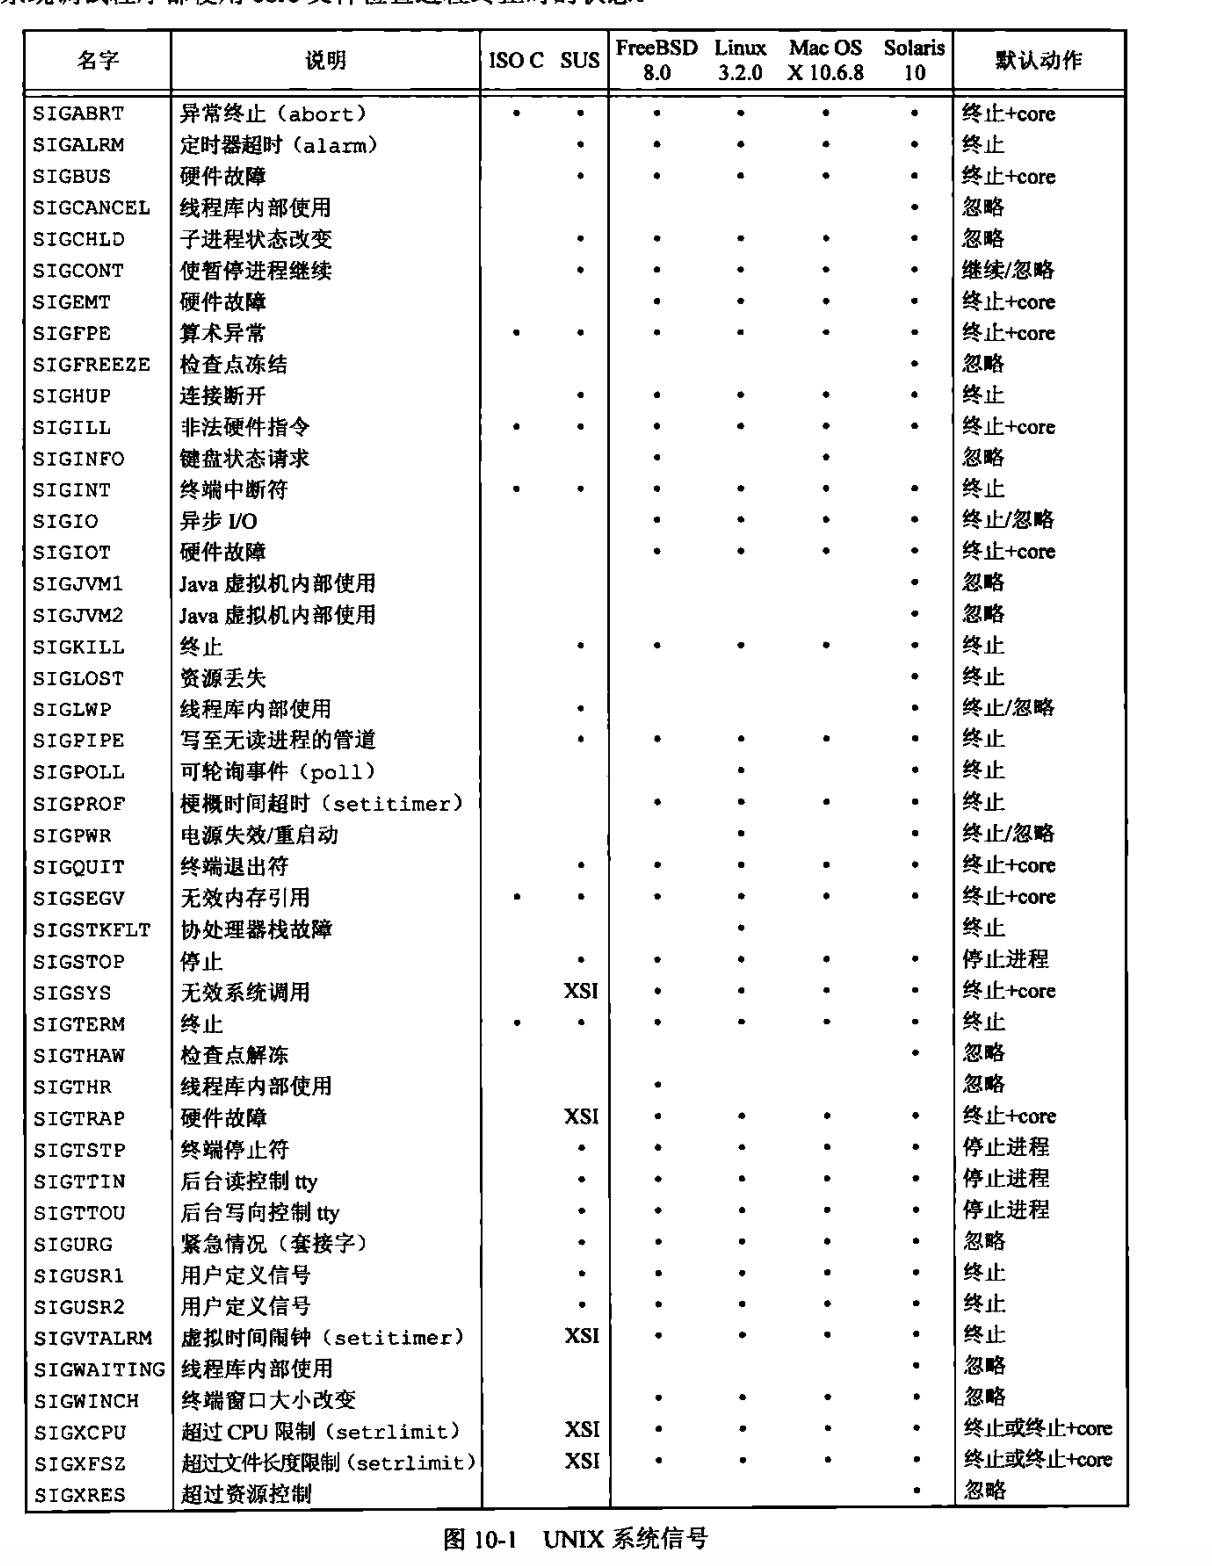 系统调试程序都使用 core 文件检查进程终止时的状态。
名字 说明 ISO C SUS FreeBSD 8.0 Linux 3.2.0 Mac OS X 10.6.8 Solaris 10 默认动作
SIGABRT 异常终止（abort） • • • • • • 终止+core
SIGALRM 定时器超时（alarm） • • • • • 终止
SIGBUS 硬件故障 • • • • • 终止+core
SIGCANCEL 线程库内部使用 • 忽略
SIGCHLD 子进程状态改变 • • • • • 忽略
SIGCONT 使暂停进程继续 • • • • • 继续/忽略
SIGEMT 硬件故障 • • • • 终止+core
SIGFPE 算术异常 • • • • • • 终止+core
SIGFREEZE 检查点冻结 • 忽略
SIGHUP 连接断开 • • • • • 终止
SIGILL 非法硬件指令 • • • • • • 终止+core
SIGINFO 键盘状态请求 • • 忽略
SIGINT 终端中断符 • • • • • • 终止
SIGIO 异步 I/O • • • • 终止/忽略
SIGIOT 硬件故障 • • • • 终止+core
SIGJVM1 Java 虚拟机内部使用 • 忽略
SIGJVM2 Java 虚拟机内部使用 • 忽略
SIGKILL 终止 • • • • • 终止
SIGLOST 资源丢失 • 终止
SIGLWP 线程库内部使用 • • 终止/忽略
SIGPIPE 写至无读进程的管道 • • • • • 终止
SIGPOLL 可轮询事件（poll） • • 终止
SIGPROF 梗概时间超时（setitimer） • • • • 终止
SIGPWR 电源失效/重启动 • • 终止/忽略
SIGQUIT 终端退出符 • • • • • 终止+core
SIGSEGV 无效内存引用 • • • • • • 终止+core
SIGSTKFLT 协处理器栈故障 • 终止
SIGSTOP 停止 • • • • • 停止进程
SIGSYS 无效系统调用 XSI • • • • 终止+core
SIGTERM 终止 • • • • • • 终止
SIGTHAW 检查点解冻 • 忽略
SIGTHR 线程库内部使用 • 忽略
SIGTRAP 硬件故障 XSI • • • • 终止+core
SIGTSTP 终端停止符 • • • • • 停止进程
SIGTTIN 后台读控制 tty • • • • • 停止进程
SIGTTOU 后台写向控制 tty • • • • • 停止进程
SIGURG 紧急情况（套接字） • • • • • 忽略
SIGUSR1 用户定义信号 • • • • • 终止
SIGUSR2 用户定义信号 • • • • • 终止
SIGVTALRM 虚拟时间闹钟（setitimer） XSI • • • • 终止
SIGWAITING 线程库内部使用 • 忽略
SIGWINCH 终端窗口大小改变 • • • • 忽略
SIGXCPU 超过 CPU 限制（setrlimit） XSI • • • • 终止或终止+core
SIGXFSZ 超过文件长度限制（setrlimit） XSI • • • • 终止或终止+core
SIGXRES 超过资源控制 • 忽略
图 10-1 UNIX 系统信号